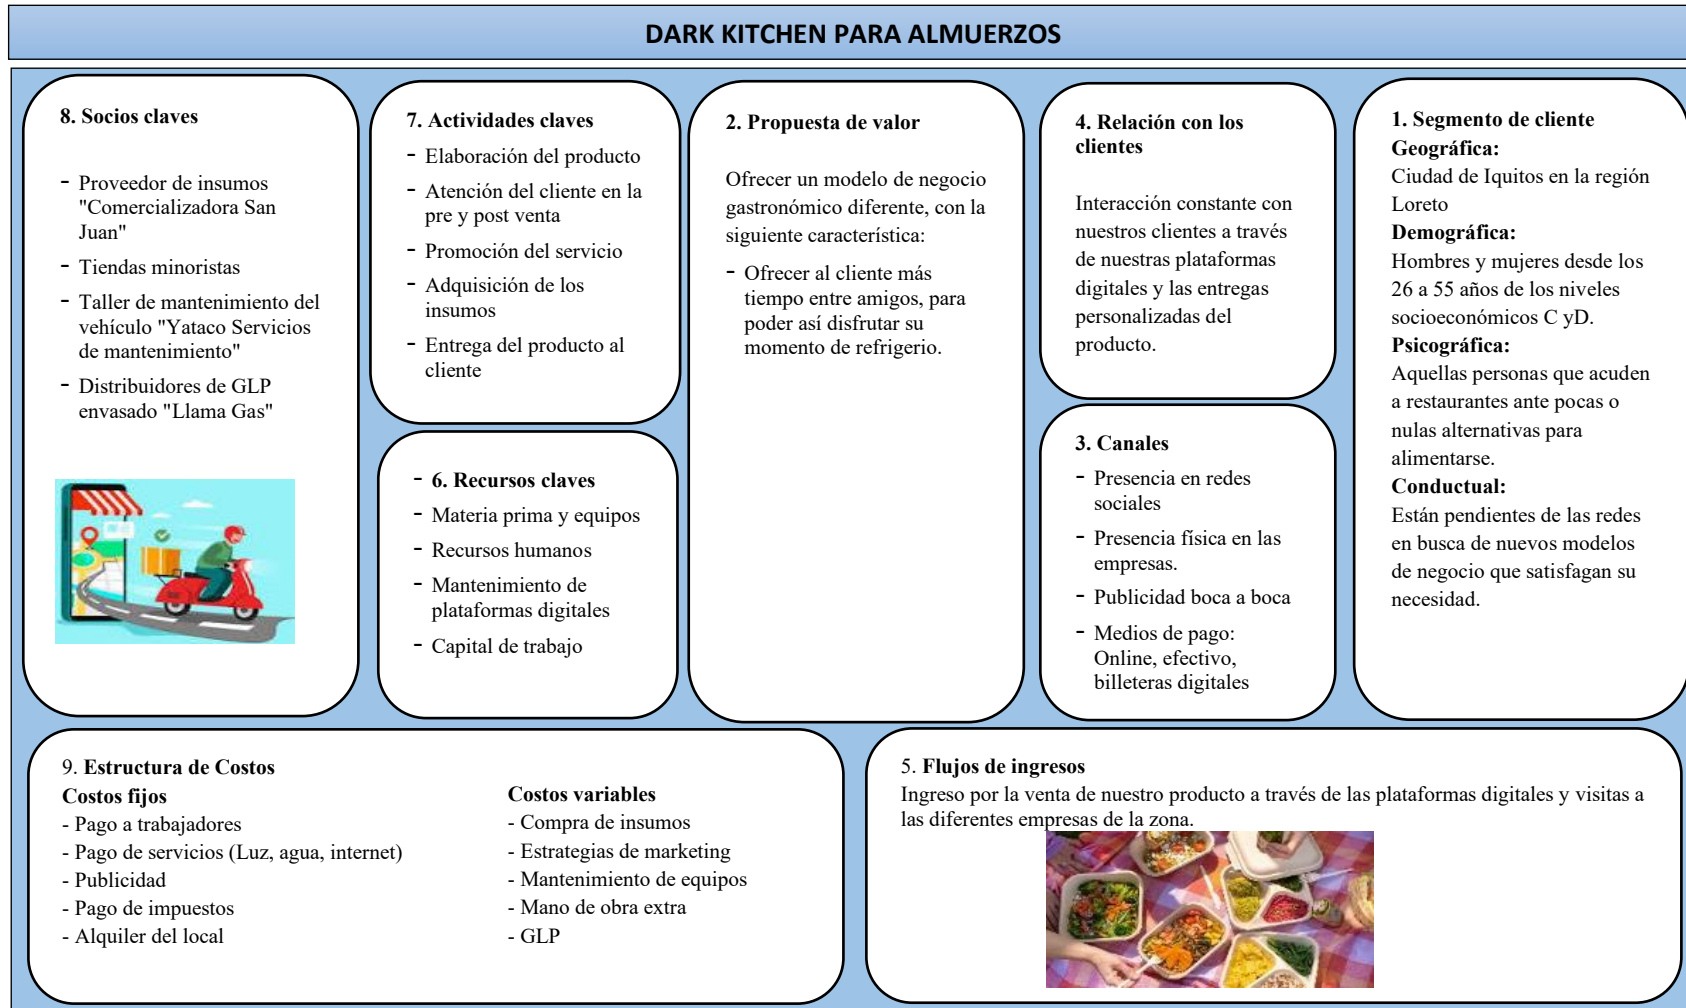 DARK KITCHEN PARA ALMUERZOS
8. Socios claves
- Proveedor de insumos
"Comercializadora San
Juan"
- Tiendas minoristas
- Taller de mantenimiento del
vehículo "Yataco Servicios
de mantenimiento"
- Distribuidores de GLP
envasado "Llama Gas"
7. Actividades claves
- Elaboración del producto
- Atención del cliente en la
pre y post venta
- Promoción del servicio
- Adquisición de los
insumos
- Entrega del producto al
cliente
- 6. Recursos claves
- Materia prima y equipos
- Recursos humanos
- Mantenimiento de
plataformas digitales
- Capital de trabajo
2. Propuesta de valor
Ofrecer un modelo de negocio
gastronómico diferente, con la
siguiente característica:
- Ofrecer al cliente más
tiempo entre amigos, para
poder así disfrutar su
momento de refrigerio.
4. Relación con los
clientes
Interacción constante con
nuestros clientes a través
de nuestras plataformas
digitales y las entregas
personalizadas del
producto.
3. Canales
- Presencia en redes
sociales
- Presencia física en las
empresas.
- Publicidad boca a boca
- Medios de pago:
Online, efectivo,
billeteras digitales
1. Segmento de cliente
Geográfica:
Ciudad de Iquitos en la región
Loreto
Demográfica:
Hombres y mujeres desde los
26 a 55 años de los niveles
socioeconómicos C yD.
Psicográfica:
Aquellas personas que acuden
a restaurantes ante pocas o
nulas alternativas para
alimentarse.
Conductual:
Están pendientes de las redes
en busca de nuevos modelos
de negocio que satisfagan su
necesidad.
9. Estructura de Costos
Costos fijos
- Pago a trabajadores
- Pago de servicios (Luz, agua, internet)
- Publicidad
- Pago de impuestos
- Alquiler del local
Costos variables
- Compra de insumos
- Estrategias de marketing
- Mantenimiento de equipos
- Mano de obra extra
- GLP
5. Flujos de ingresos
Ingreso por la venta de nuestro producto a través de las plataformas digitales y visitas a
las diferentes empresas de la zona.